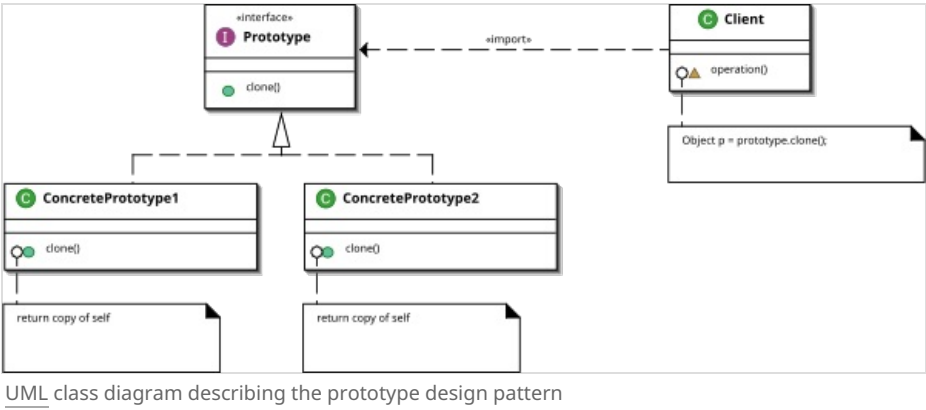 «interface»
I Prototype
clone()
«import»
C Client
operation()
Object p = prototype.clone();
C ConcretePrototype1
clone()
return copy of self
C ConcretePrototype2
clone()
return copy of self
UML class diagram describing the prototype design pattern